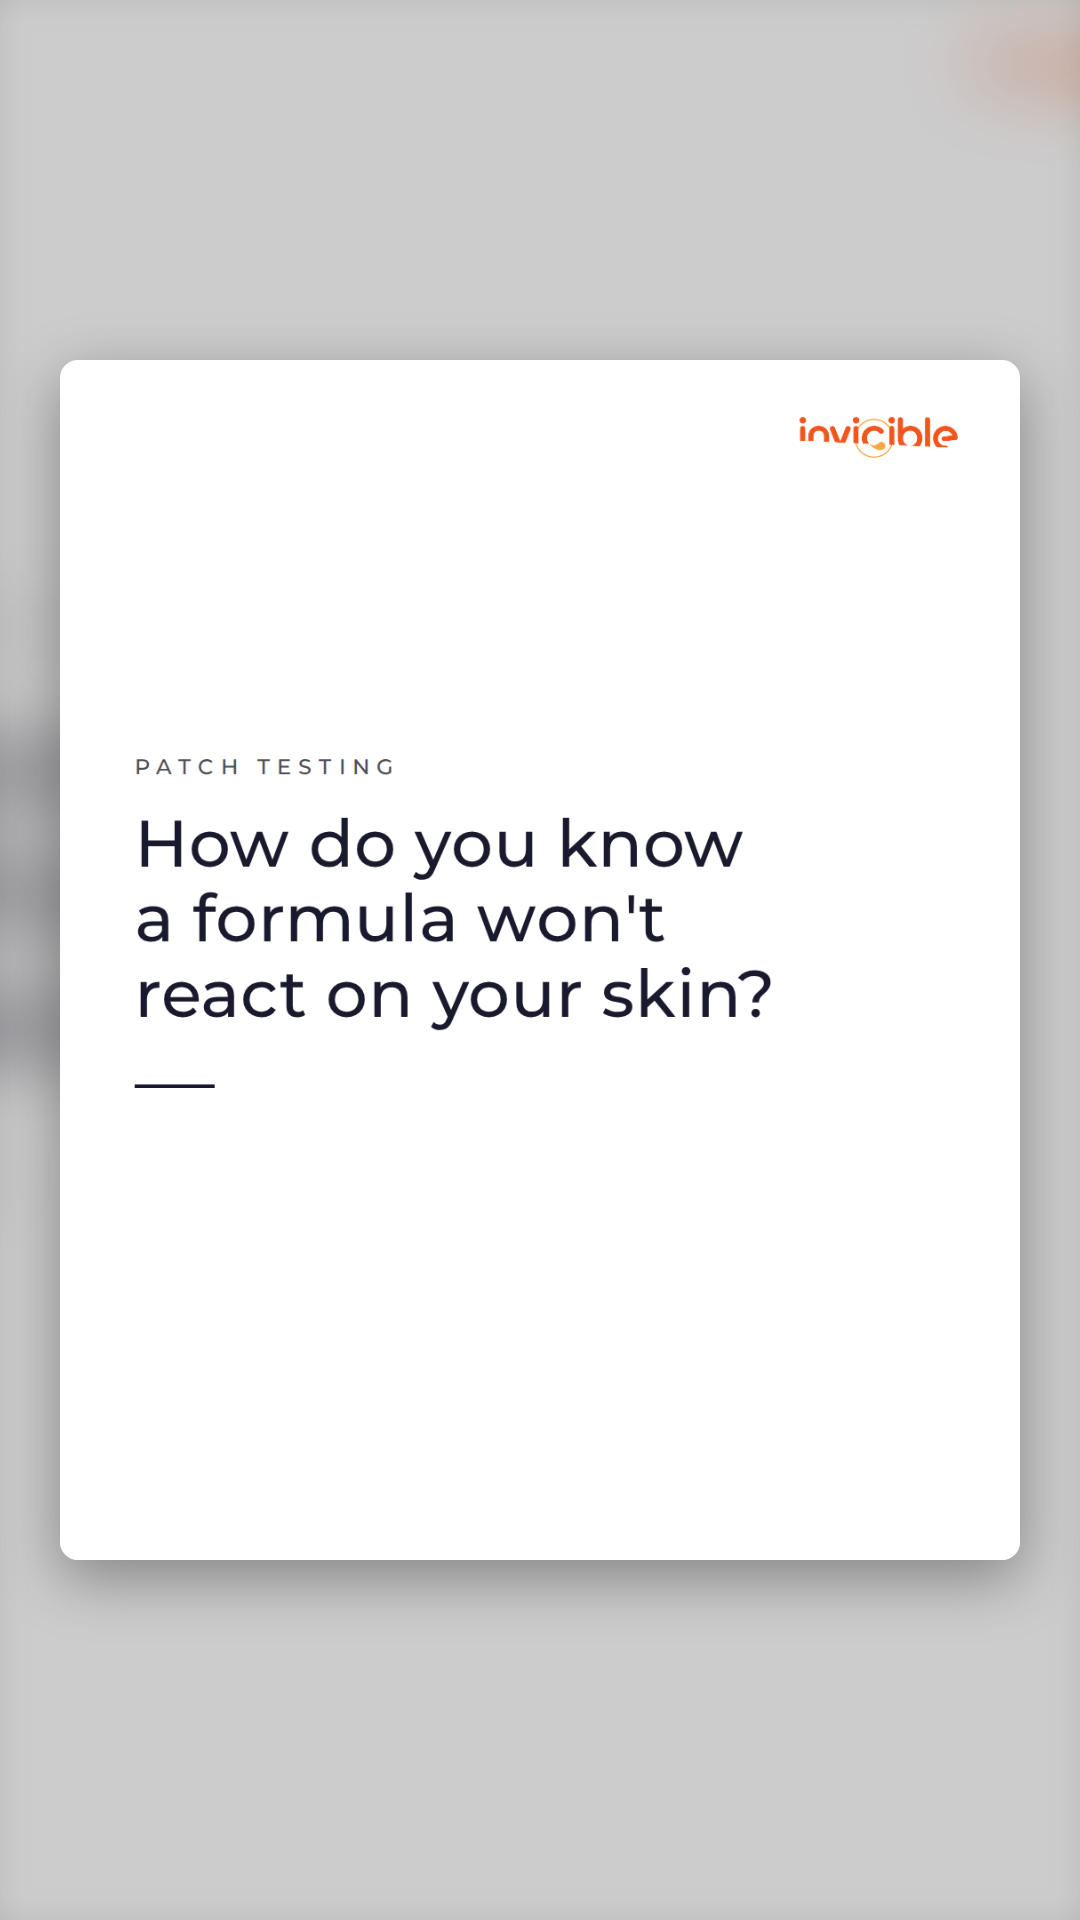 invicible
PATCH TESTING
How do you know
a formula won't
react on your skin?